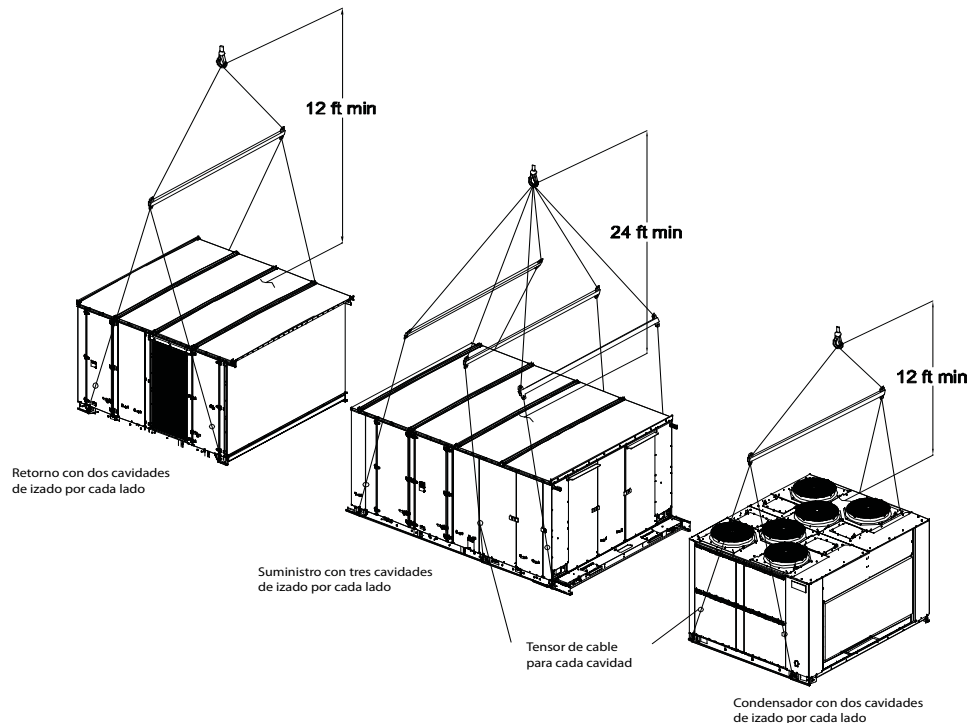 12 ft min
24 ft min
12 ft min
Retorno con dos cavidades
de izado por cada lado
Suministro con tres cavidades
de izado por cada lado
Tensor de cable
para cada cavidad
Condensador con dos cavidades
de izado por cada lado